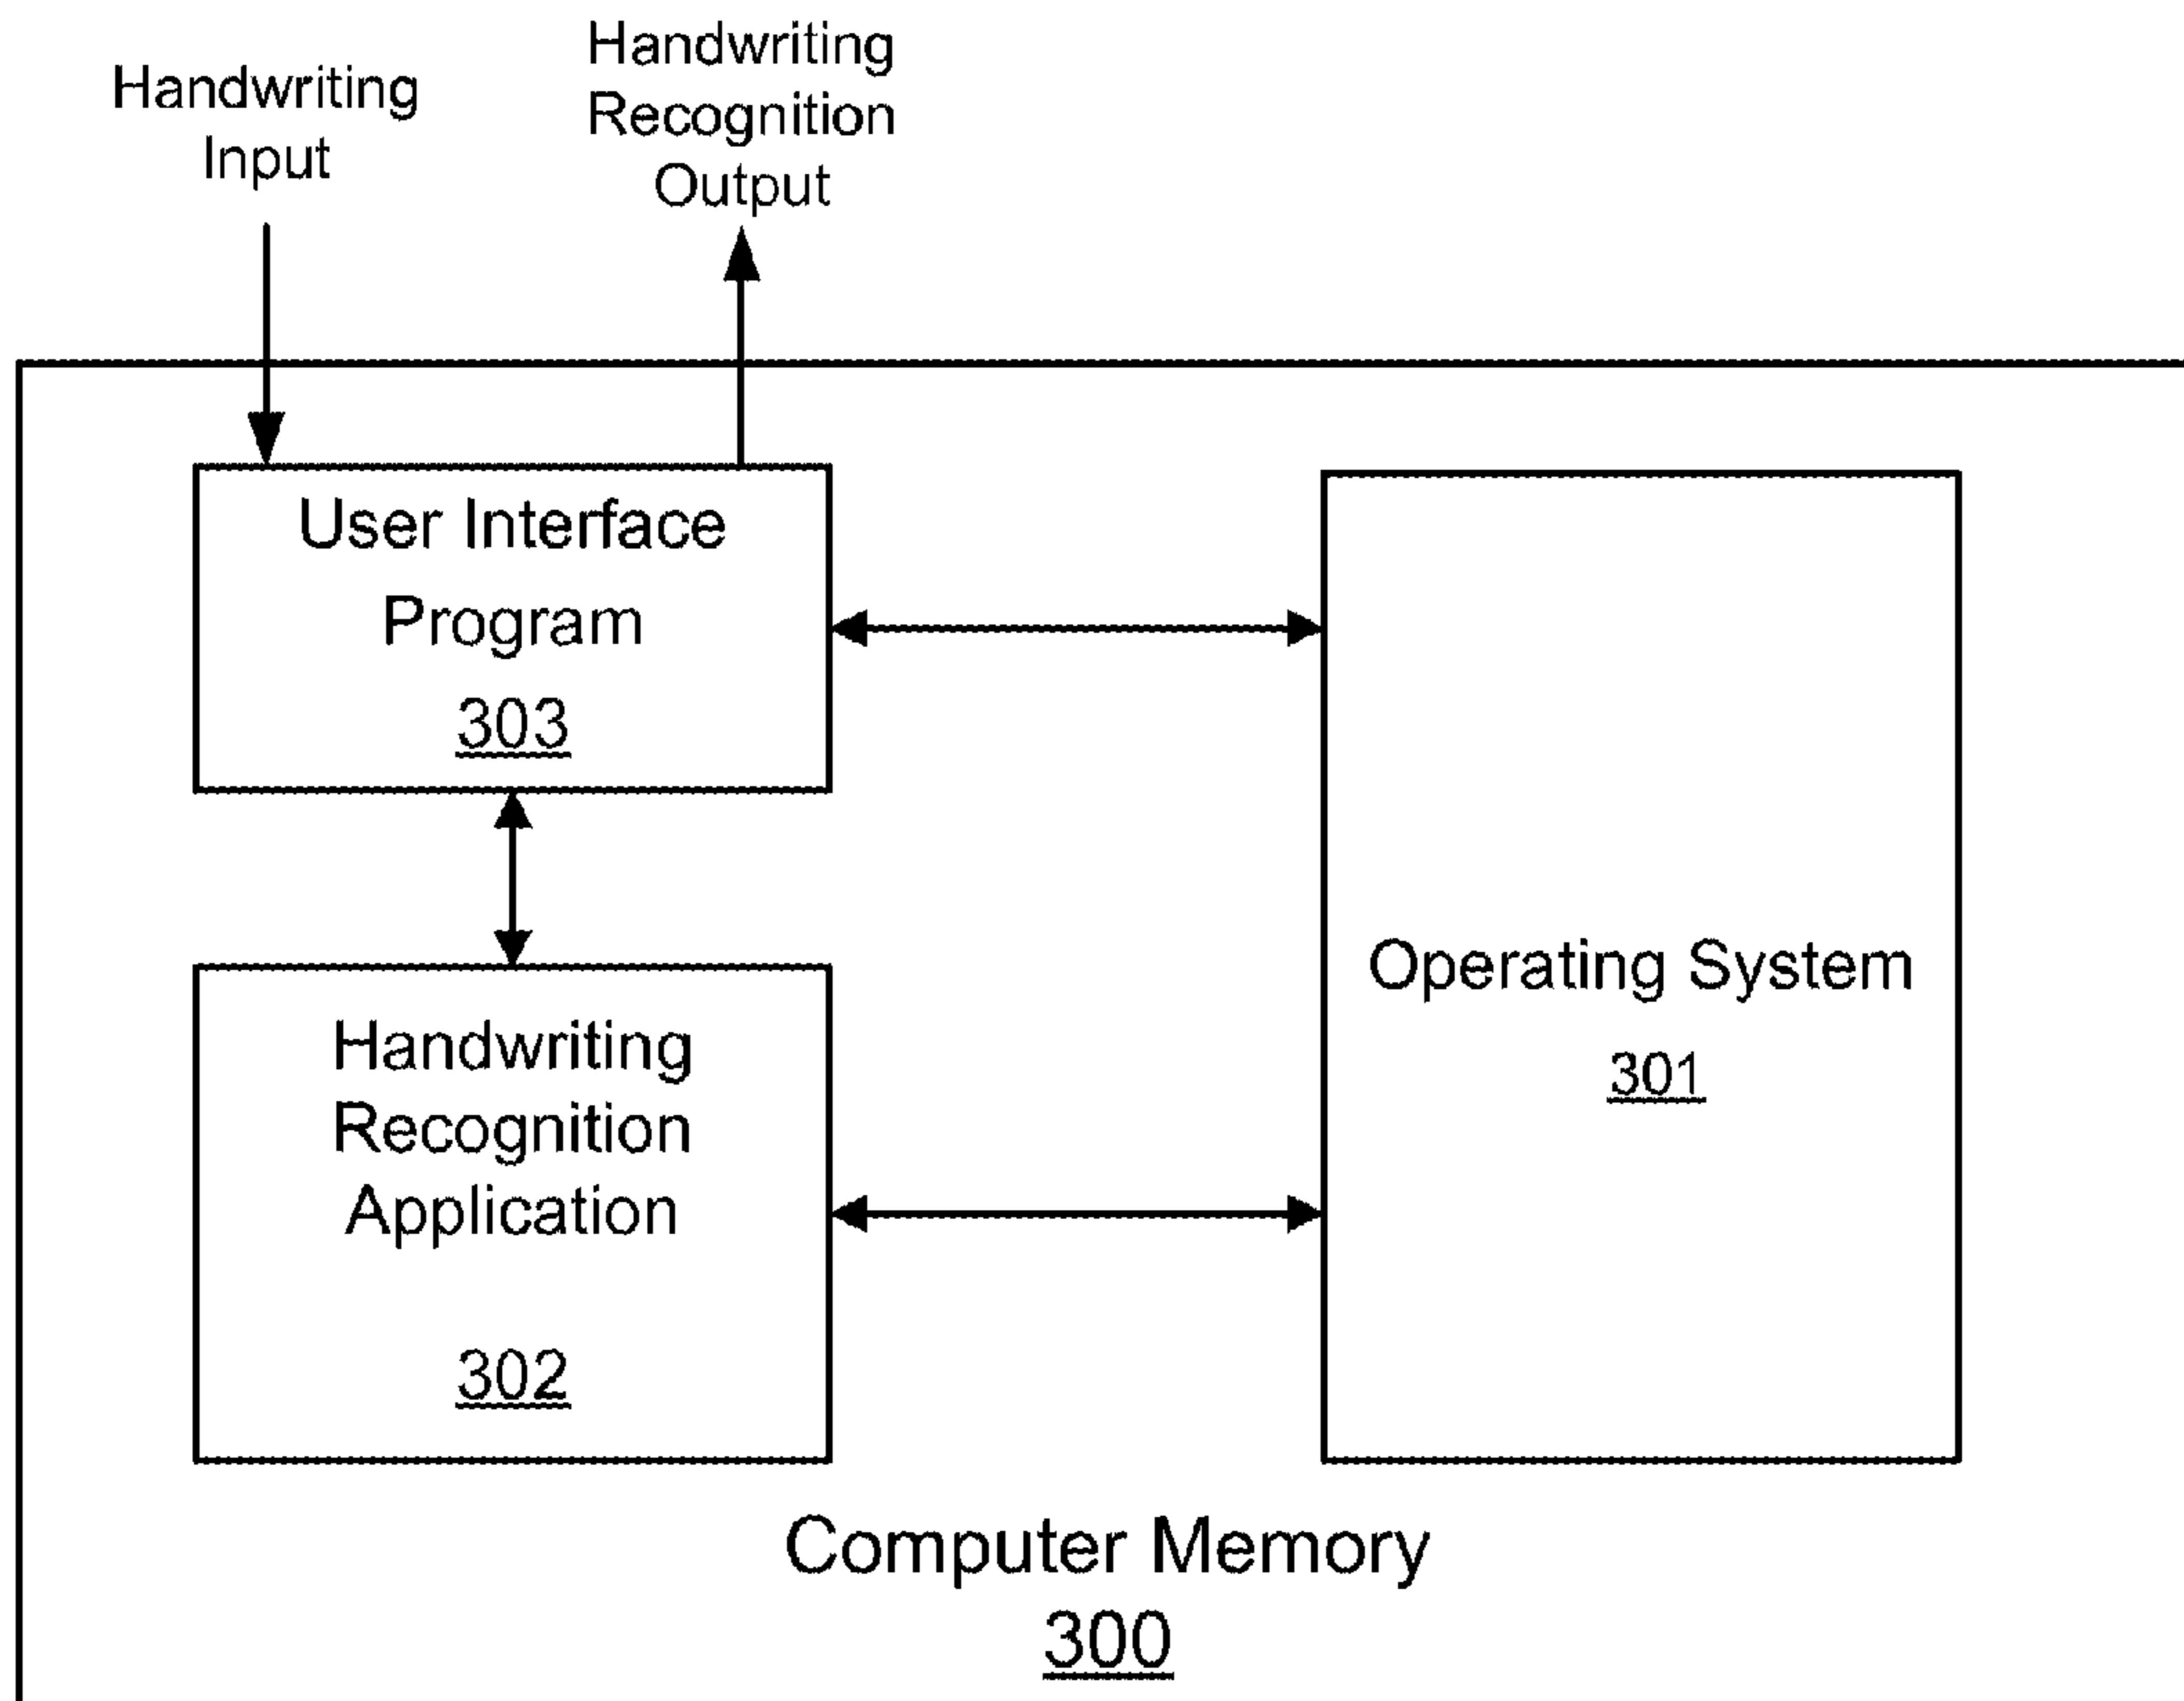 Handwriting
Input
Handwriting
Recognition
Output
User Interface
Program
303
Handwriting
Recognition
Application
302
Operating System
301
Computer Memory
300